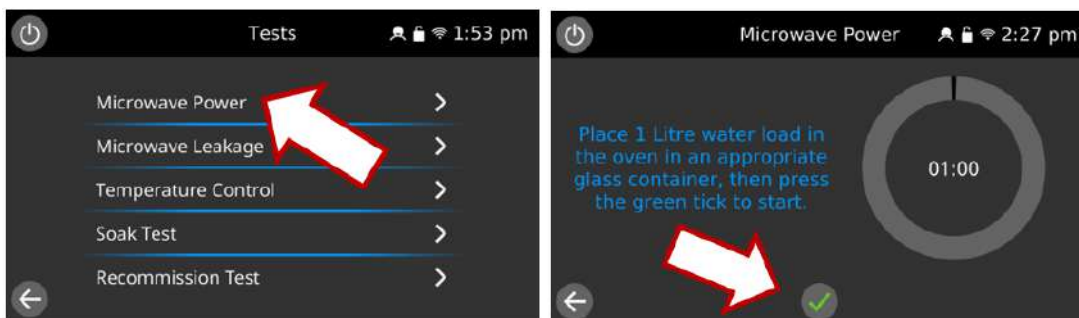 Tests 1:53 pm
Microwave Power
Microwave Leakage
Temperature Control
Soak Test
Recommission Test
Microwave Power 2:27 pm
Place 1 Litre water load in
the oven in an appropriate
glass container, then press
the green tick to start.
01:00